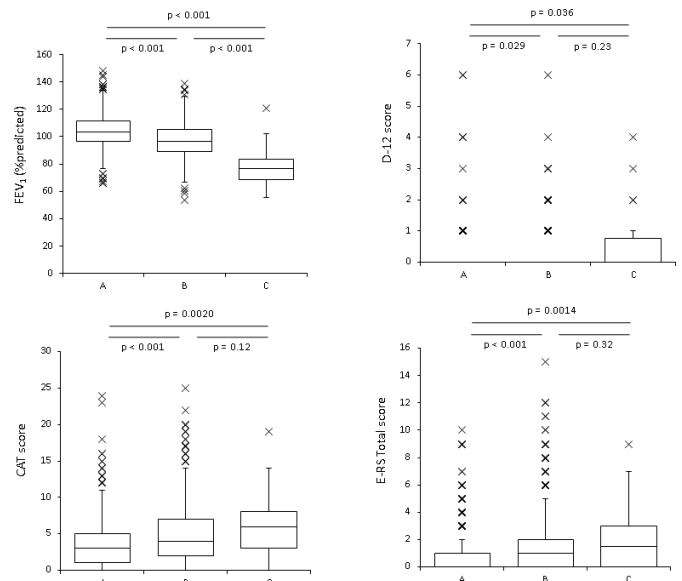 p < 0.001
p < 0.001
p < 0.001
160
140
120
100
80
60
40
20
0
FEV1 (%predicted)
A
B
C
p = 0.036
p = 0.029
p = 0.23
7
6
5
4
3
2
1
0
D-12 score
A
B
C
p = 0.0020
p < 0.001
p = 0.12
30
25
20
15
10
5
0
CAT score
p = 0.0014
p < 0.001
p = 0.32
16
14
12
10
8
6
4
2
0
E-RS Total score
A
B
C